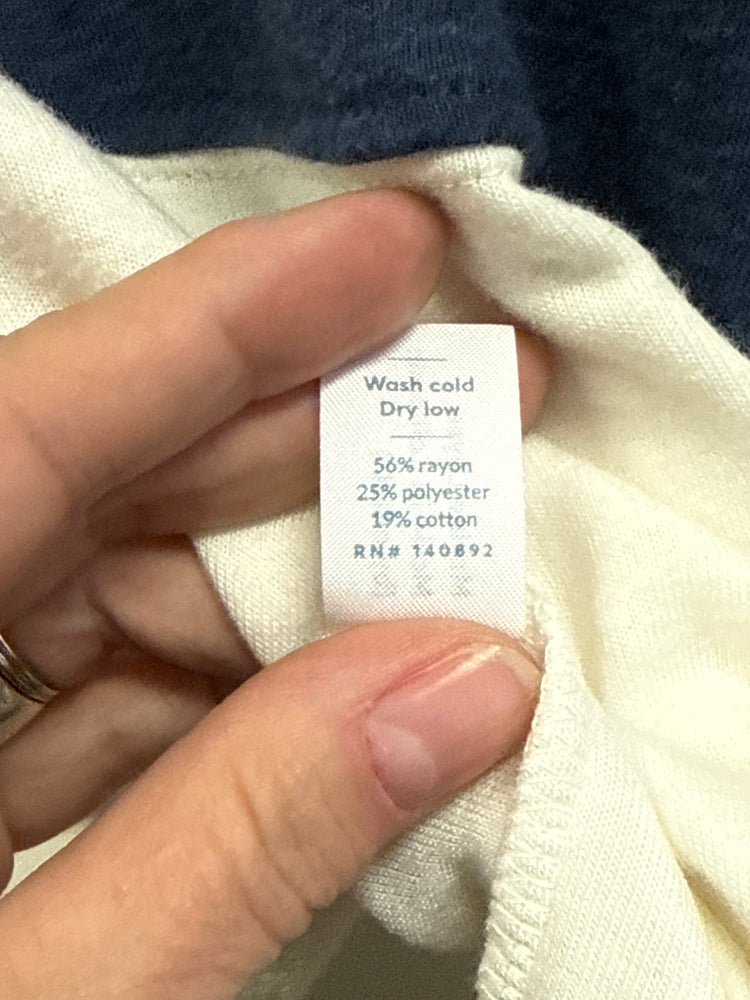 Wash cold
Dry low
56% rayon
25% polyester
19% cotton
RN# 140892